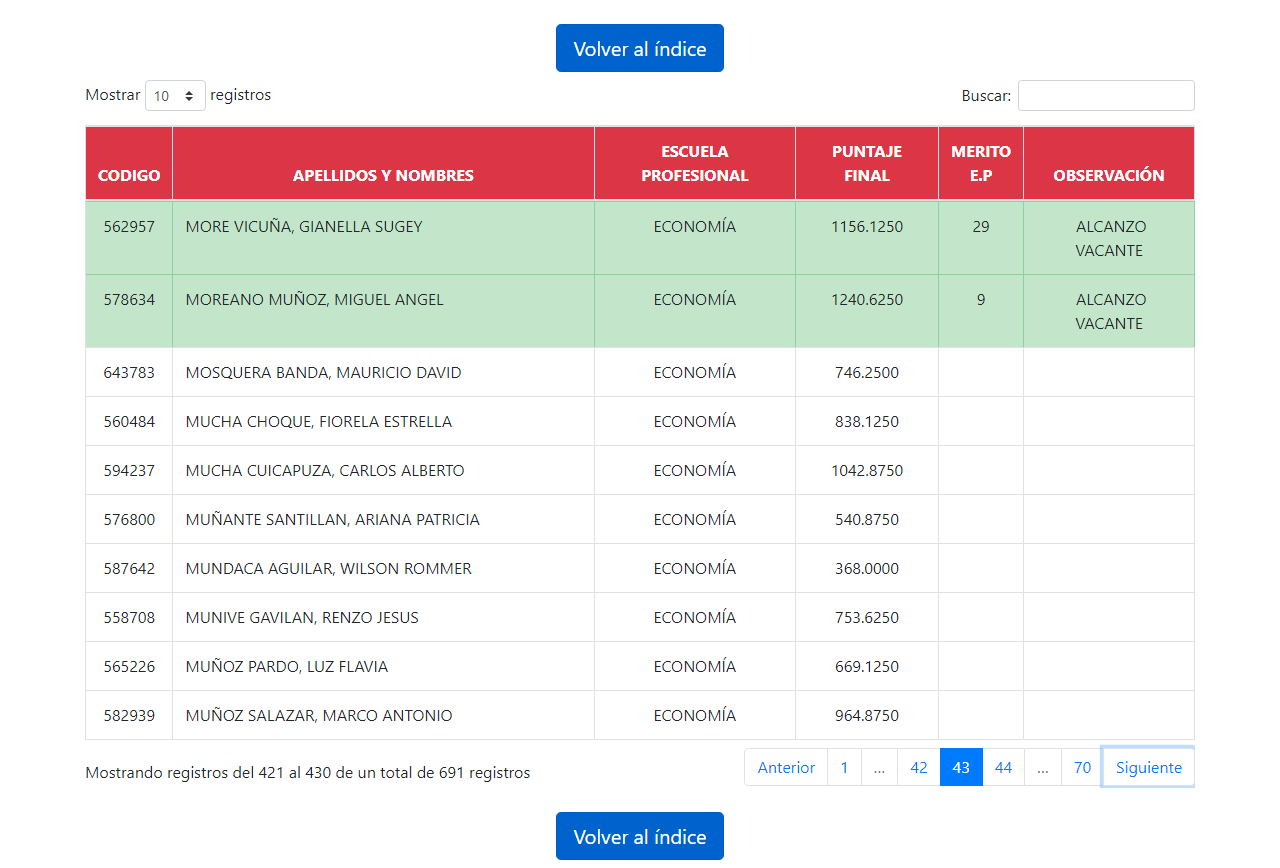 Volver al índice
Mostrar 10 registros Buscar:
CODIGO APELLIDOS Y NOMBRES ESCUELA PROFESIONAL PUNTAJE FINAL MERITO E.P OBSERVACIÓN
562957 MORE VICUÑA, GIANELLA SUGEY ECONOMÍA 1156.1250 29 ALCANZO VACANTE
578634 MOREANO MUÑOZ, MIGUEL ANGEL ECONOMÍA 1240.6250 9 ALCANZO VACANTE
643783 MOSQUERA BANDA, MAURICIO DAVID ECONOMÍA 746.2500
560484 MUCHA CHOQUE, FIORELA ESTRELLA ECONOMÍA 838.1250
594237 MUCHA CUICAPUZA, CARLOS ALBERTO ECONOMÍA 1042.8750
576800 MUÑANTE SANTILLAN, ARIANA PATRICIA ECONOMÍA 540.8750
587642 MUNDACA AGUILAR, WILSON ROMMER ECONOMÍA 368.0000
558708 MUNIVE GAVILAN, RENZO JESUS ECONOMÍA 753.6250
565226 MUÑOZ PARDO, LUZ FLAVIA ECONOMÍA 669.1250
582939 MUÑOZ SALAZAR, MARCO ANTONIO ECONOMÍA 964.8750
Mostrando registros del 421 al 430 de un total de 691 registros Anterior 1 ... 42 43 44 ... 70 Siguiente
Volver al índice